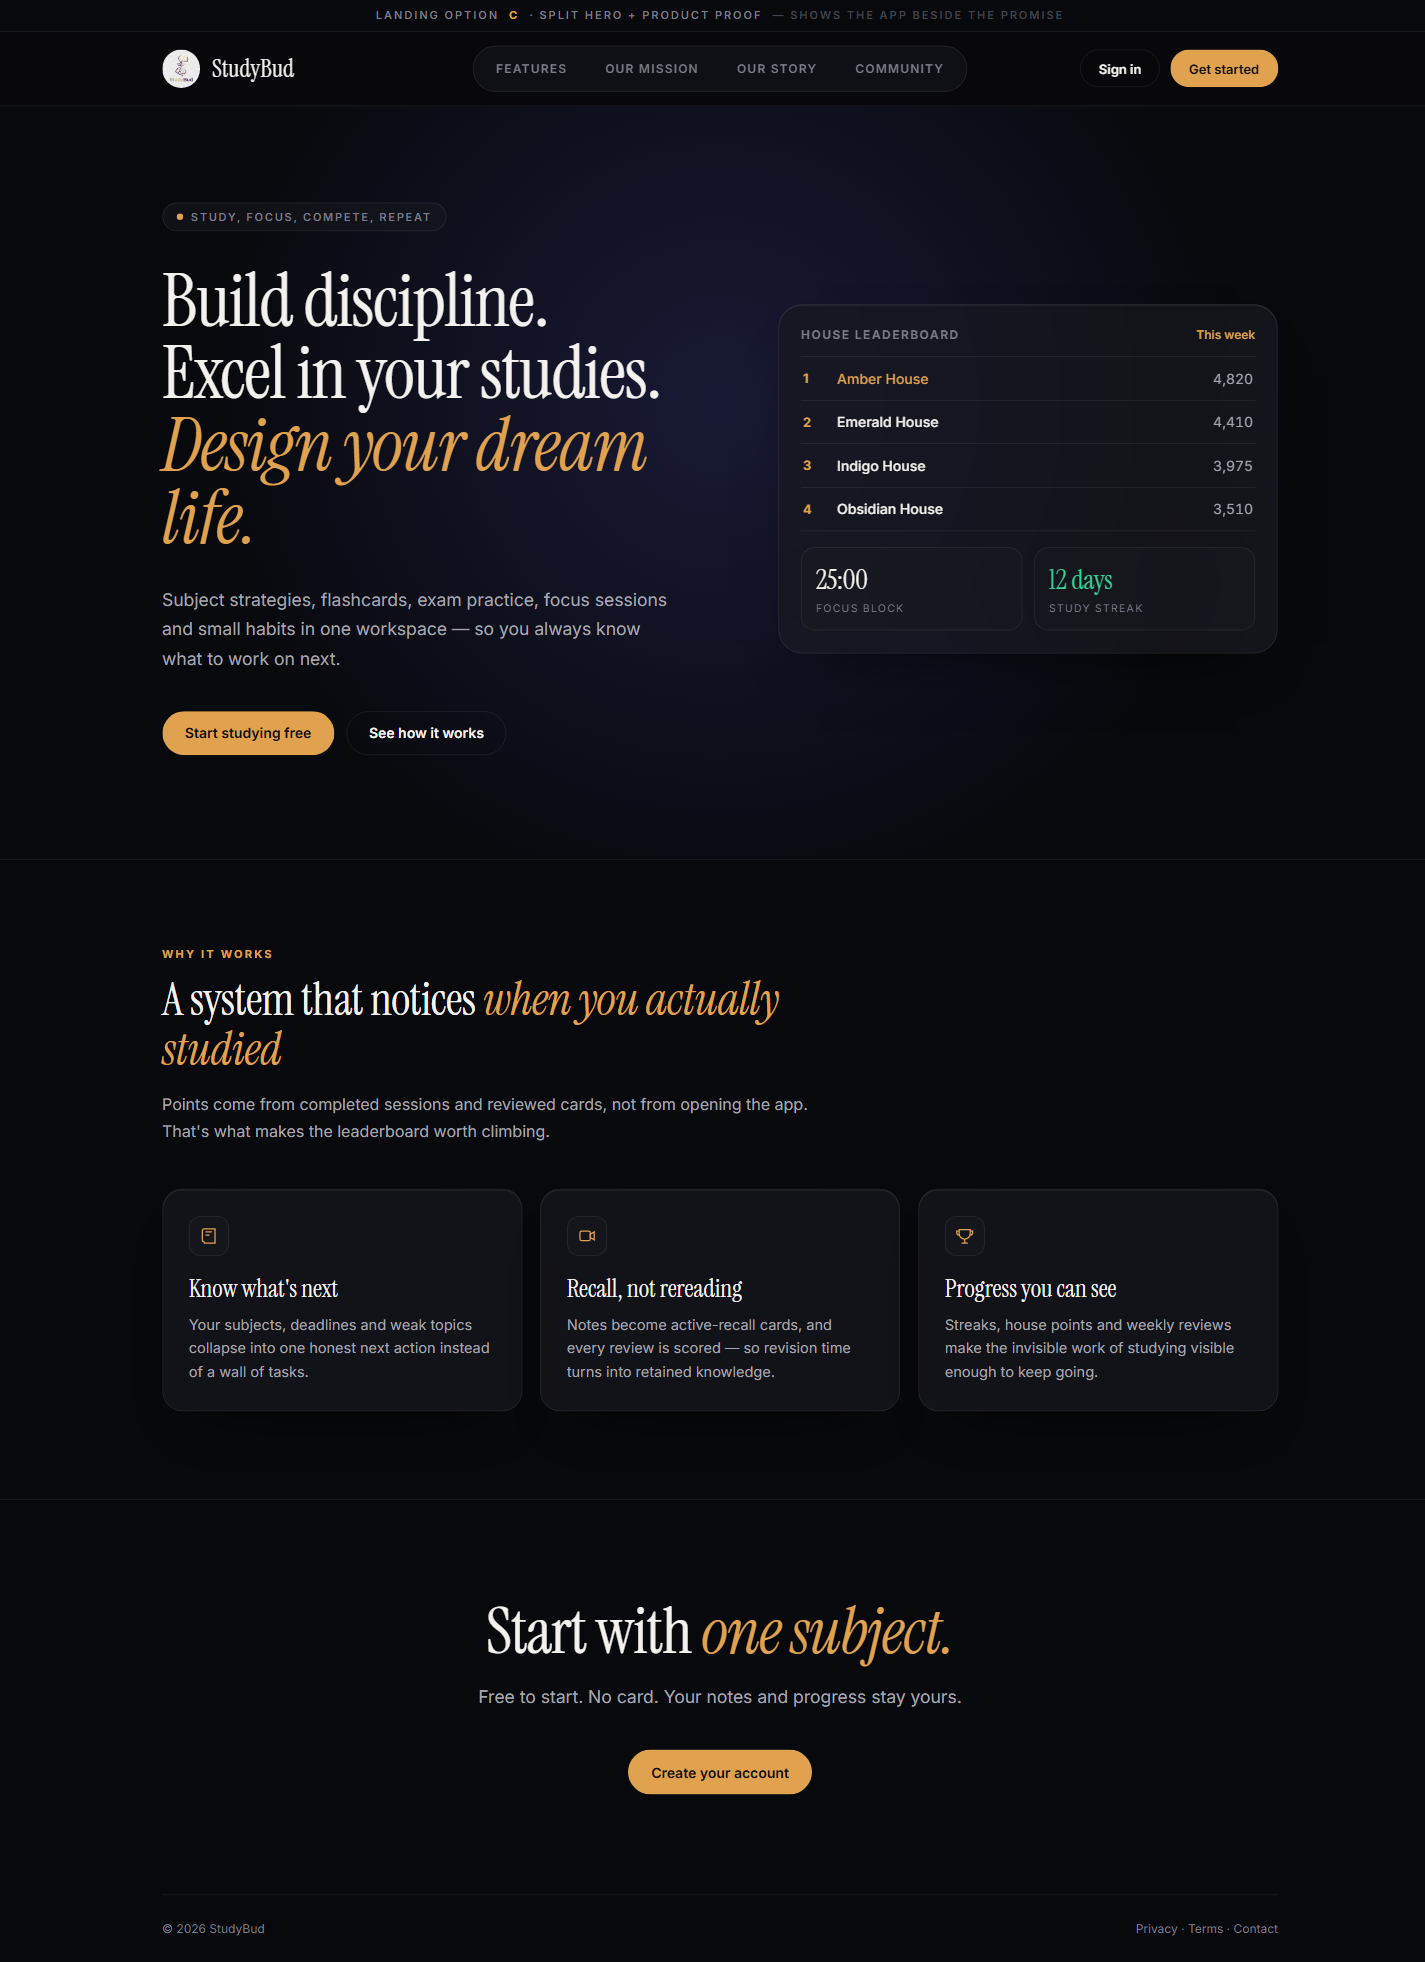 LANDING OPTION C · SPLIT HERO + PRODUCT PROOF — SHOWS THE APP BESIDE THE PROMISE
StudyBud
FEATURES OUR MISSION OUR STORY COMMUNITY
Sign in
Get started
STUDY, FOCUS, COMPETE, REPEAT
Build discipline.
Excel in your studies.
Design your dream
life.
Subject strategies, flashcards, exam practice, focus sessions
and small habits in one workspace — so you always know
what to work on next.
Start studying free
See how it works
HOUSE LEADERBOARD This week
1 Amber House 4,820
2 Emerald House 4,410
3 Indigo House 3,975
4 Obsidian House 3,510
25:00
FOCUS BLOCK
12 days
STUDY STREAK
WHY IT WORKS
A system that notices when you actually
studied
Points come from completed sessions and reviewed cards, not from opening the app.
That's what makes the leaderboard worth climbing.
Know what's next
Your subjects, deadlines and weak topics
collapse into one honest next action instead
of a wall of tasks.
Recall, not rereading
Notes become active-recall cards, and
every review is scored — so revision time
turns into retained knowledge.
Progress you can see
Streaks, house points and weekly reviews
make the invisible work of studying visible
enough to keep going.
Start with one subject.
Free to start. No card. Your notes and progress stay yours.
Create your account
© 2026 StudyBud
Privacy · Terms · Contact